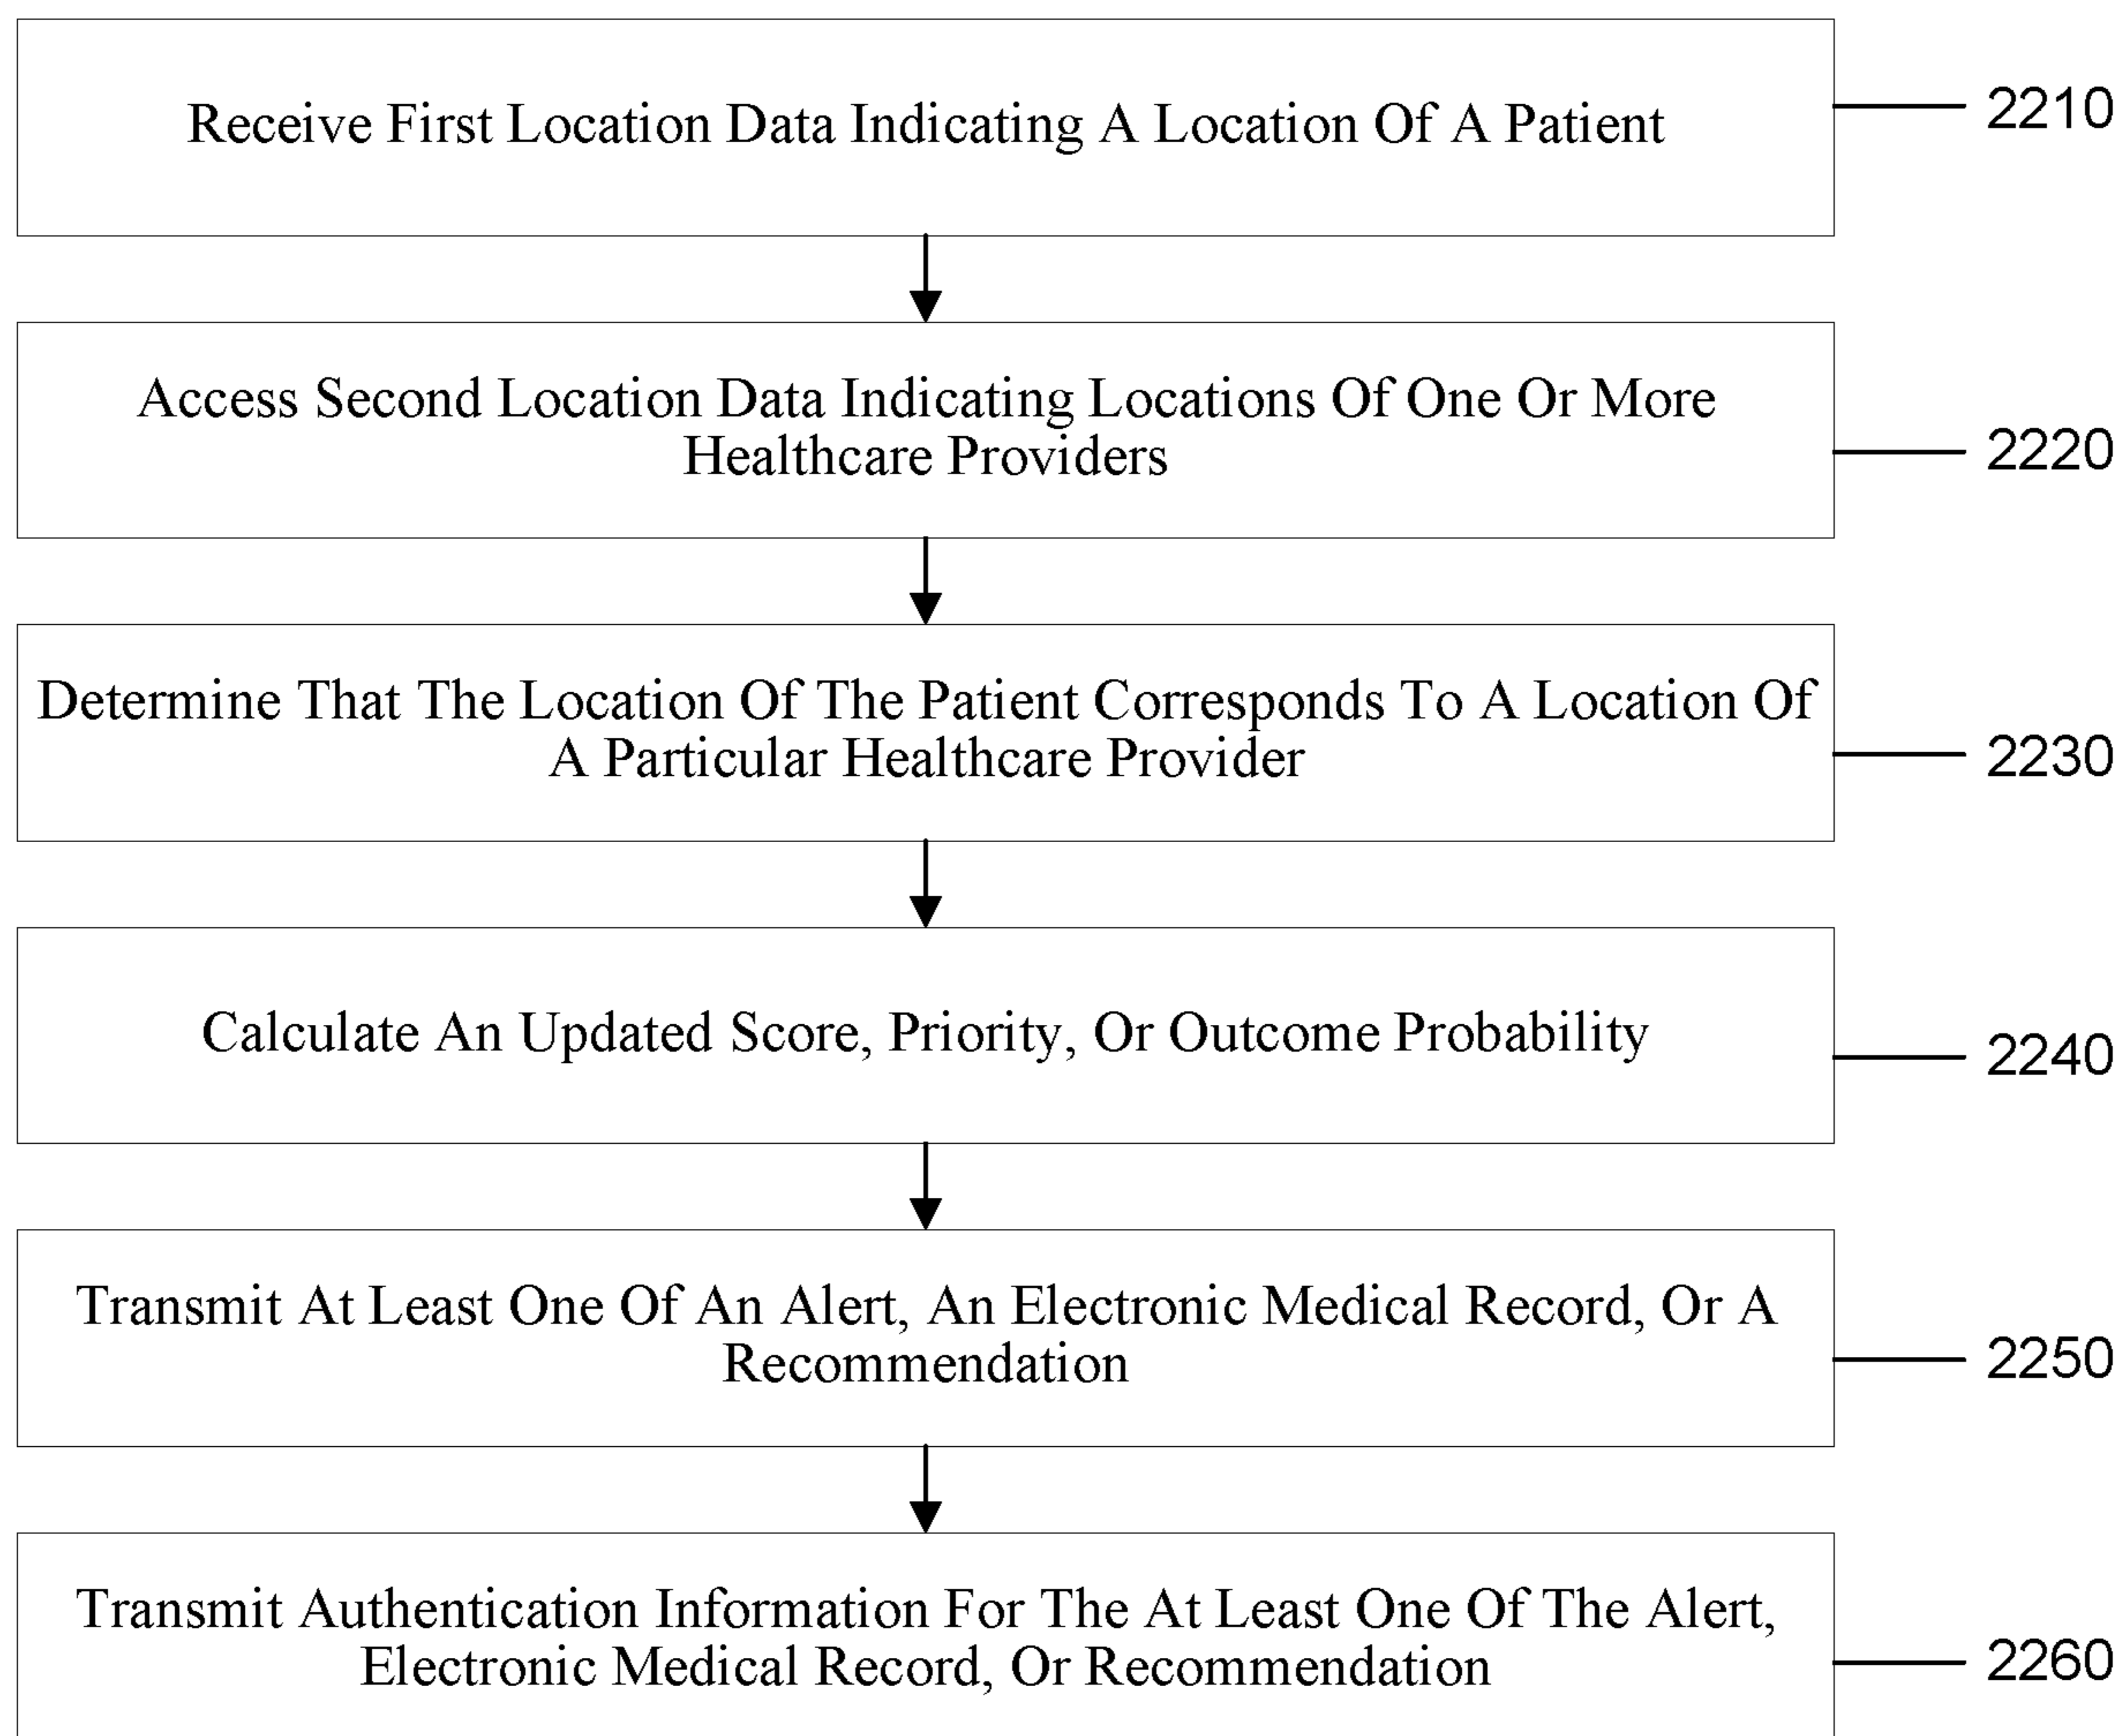 Receive First Location Data Indicating A Location Of A Patient
2210
Access Second Location Data Indicating Locations Of One Or More
Healthcare Providers
2220
Determine That The Location Of The Patient Corresponds To A Location Of
A Particular Healthcare Provider
2230
Calculate An Updated Score, Priority, Or Outcome Probability
2240
Transmit At Least One Of An Alert, An Electronic Medical Record, Or A
Recommendation
2250
Transmit Authentication Information For The At Least One Of The Alert,
Electronic Medical Record, Or Recommendation
2260